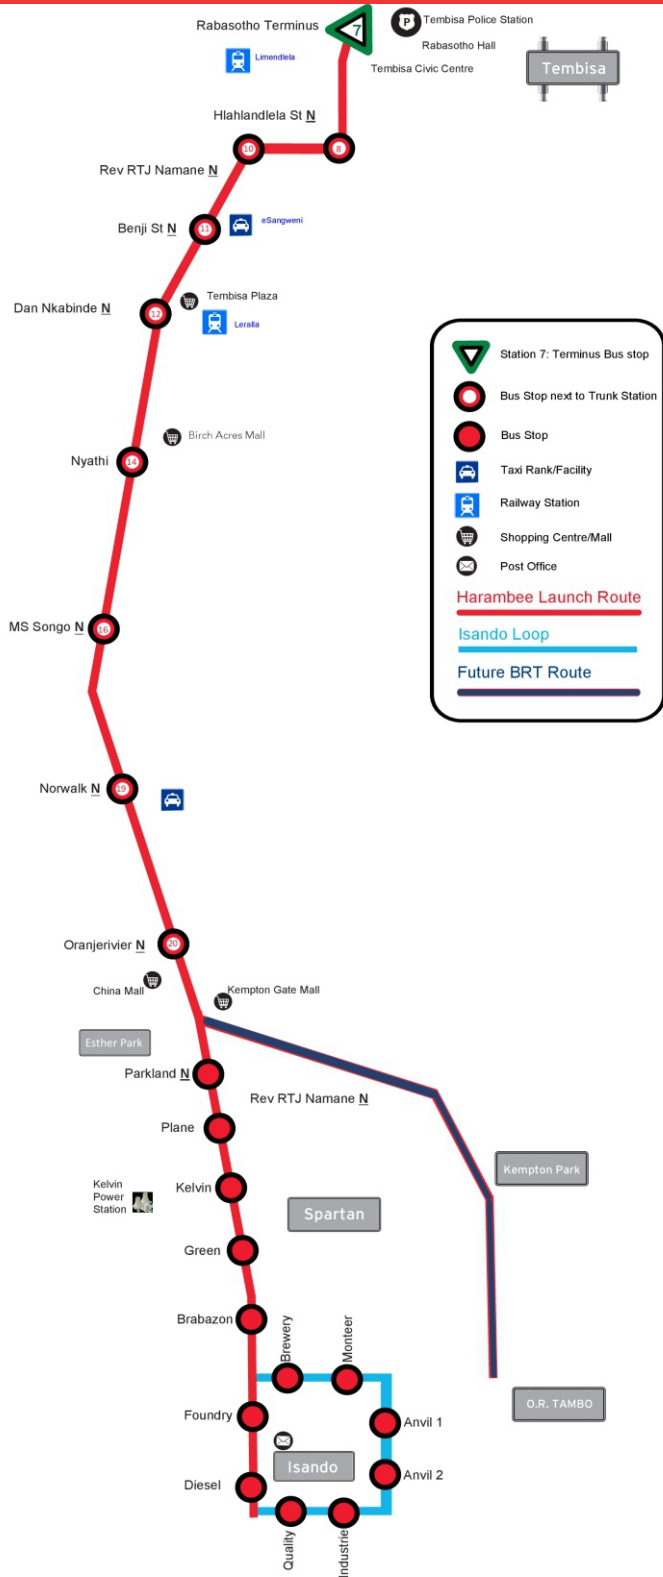 Rabasotho Terminus
7
P
Tembisa Police Station
Rabasotho Hall
Tembisa Civic Centre
Limendlela
Tembisa
Hlahlandlela St N
10
8
Rev RTJ Namane N
Benji St N
11
eSangweni
Dan Nkabinde N
12
Tembisa Plaza
Leralla
Station 7: Terminus Bus stop
Bus Stop next to Trunk Station
Bus Stop
Taxi Rank/Facility
Railway Station
Shopping Centre/Mall
Post Office
Harambee Launch Route
Isando Loop
Future BRT Route
Birch Acres Mall
Nyathi
14
MS Songo N
16
Norwalk N
19
Oranjerivier N
20
China Mall
Kempton Gate Mall
Esther Park
Parkland N
Rev RTJ Namane N
Plane
Kempton Park
Kelvin
Power
Station
Kelvin
Spartan
Green
Brabazon
Brewery
Monteer
O.R. TAMBO
Foundry
Anvil 1
Isando
Diesel
Anvil 2
Quality
Industrie